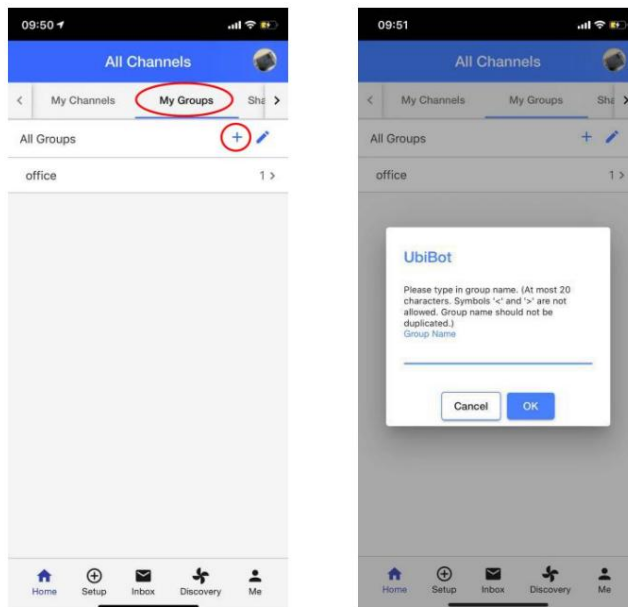 09:50
All Channels
My Channels
My Groups
Sha
All Groups
office
1 >
Home
Setup
Inbox
Discovery
Me
09:51
All Channels
My Channels
My Groups
Sha
All Groups
office
1 >
UbiBot
Please type in group name. (At most 20
characters. Symbols '<' and '>' are not
allowed. Group name should not be
duplicated.)
Group Name
Cancel
OK
Home
Setup
Inbox
Discovery
Me